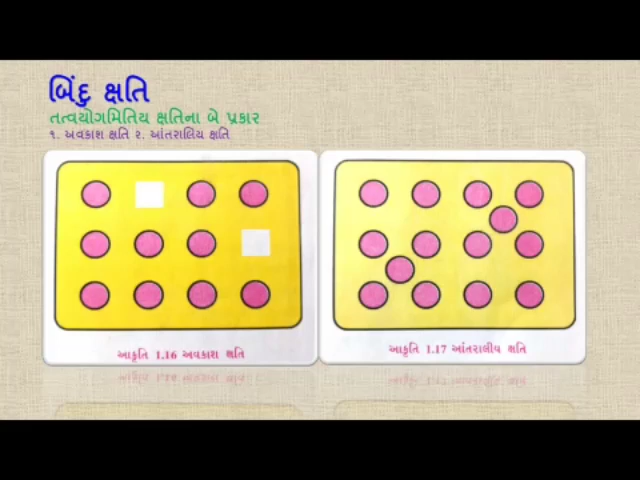 બિંદુ ક્ષતિ
તત્વયોગમિતિય ક્ષતિના બે પ્રકાર
૧. અવકાશ ક્ષતિ ૨. આંતરાલિય ક્ષતિ
આકૃતિ 1.16 અવકાશ ક્ષતિ
આકૃતિ 1.17 આંતરાલીય ક્ષતિ